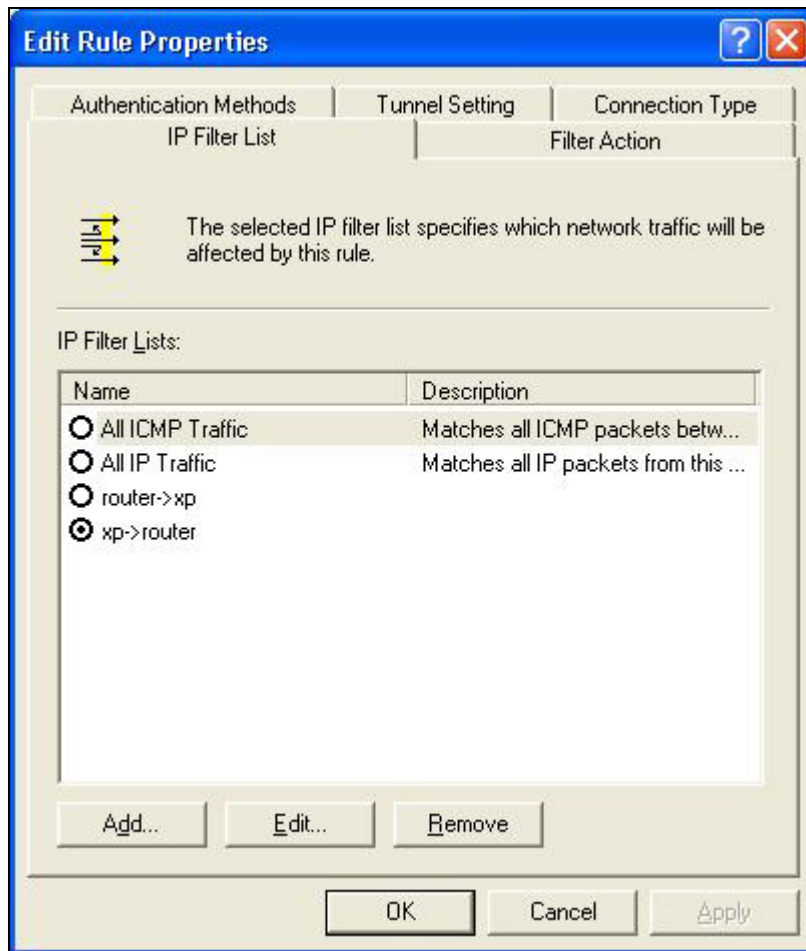 Edit Rule Properties
Authentication Methods Tunnel Setting Connection Type
IP Filter List Filter Action
The selected IP filter list specifies which network traffic will be
affected by this rule.
IP Filter Lists:
Name Description
All ICMP Traffic Matches all ICMP packets betw...
All IP Traffic Matches all IP packets from this ...
router->xp
xp->router
Add... Edit... Remove
OK Cancel Apply